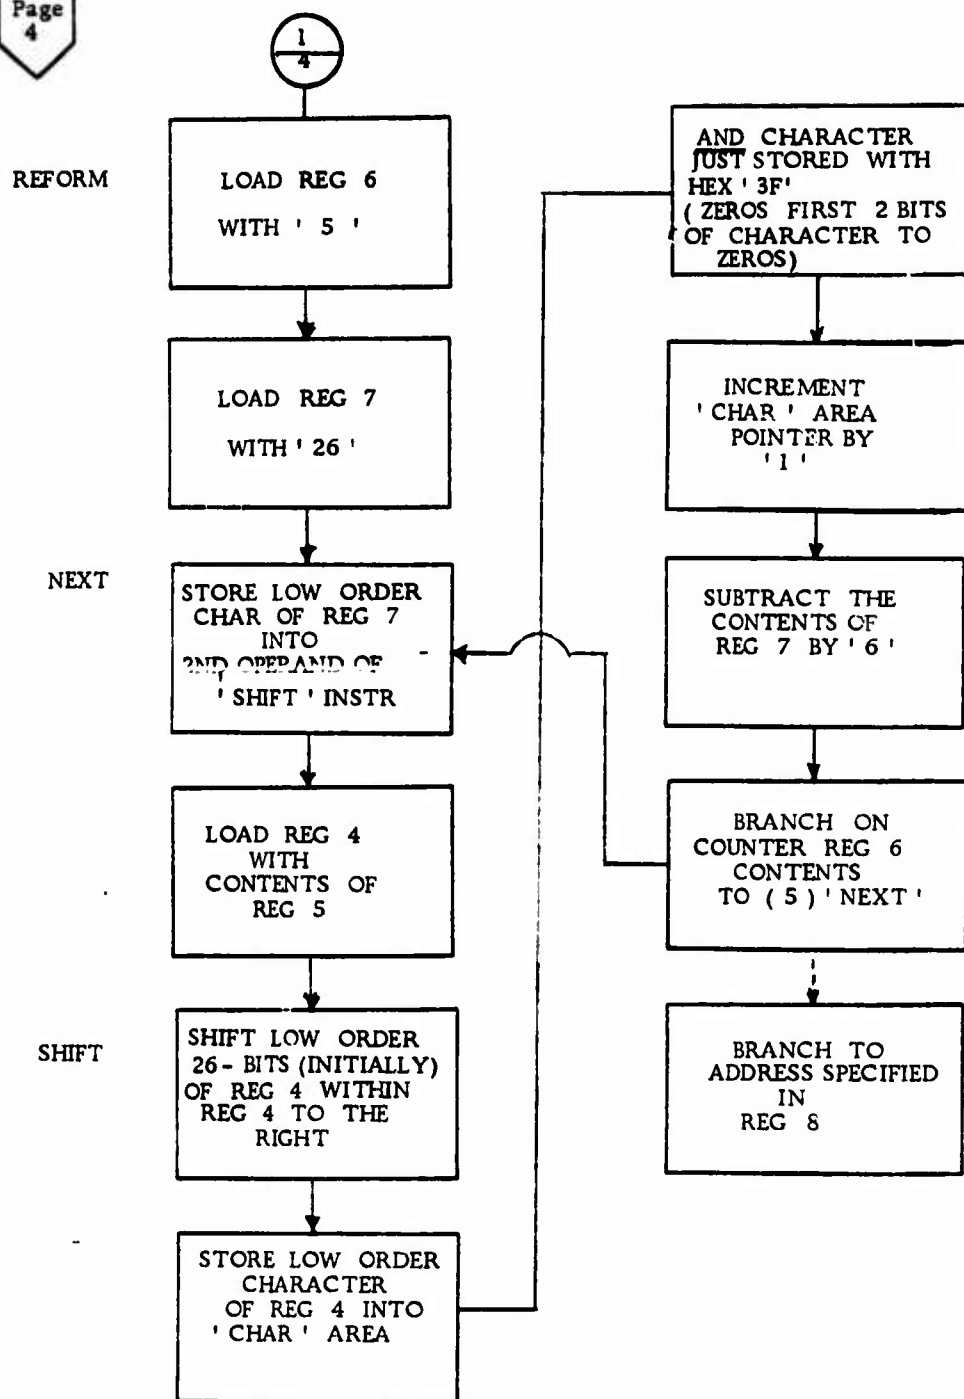 Page
4
1
4
REFORM
LOAD REG 6
WITH ' 5 '
LOAD REG 7
WITH ' 26 '
NEXT
STORE LOW ORDER
CHAR OF REG 7
INTO
2ND OPERAND OF
' SHIFT ' INSTR
LOAD REG 4
WITH
CONTENTS OF
REG 5
SHIFT
SHIFT LOW ORDER
26 - BITS (INITIALLY)
OF REG 4 WITHIN
REG 4 TO THE
RIGHT
STORE LOW ORDER
CHARACTER
OF REG 4 INTO
' CHAR ' AREA
AND CHARACTER
JUST STORED WITH
HEX ' 3F'
( ZEROS FIRST 2 BITS
OF CHARACTER TO
ZEROS)
INCREMENT
' CHAR ' AREA
POINTER BY
' 1 '
SUBTRACT THE
CONTENTS OF
REG 7 BY ' 6 '
BRANCH ON
COUNTER REG 6
CONTENTS
TO ( 5 ) ' NEXT '
BRANCH TO
ADDRESS SPECIFIED
IN
REG 8